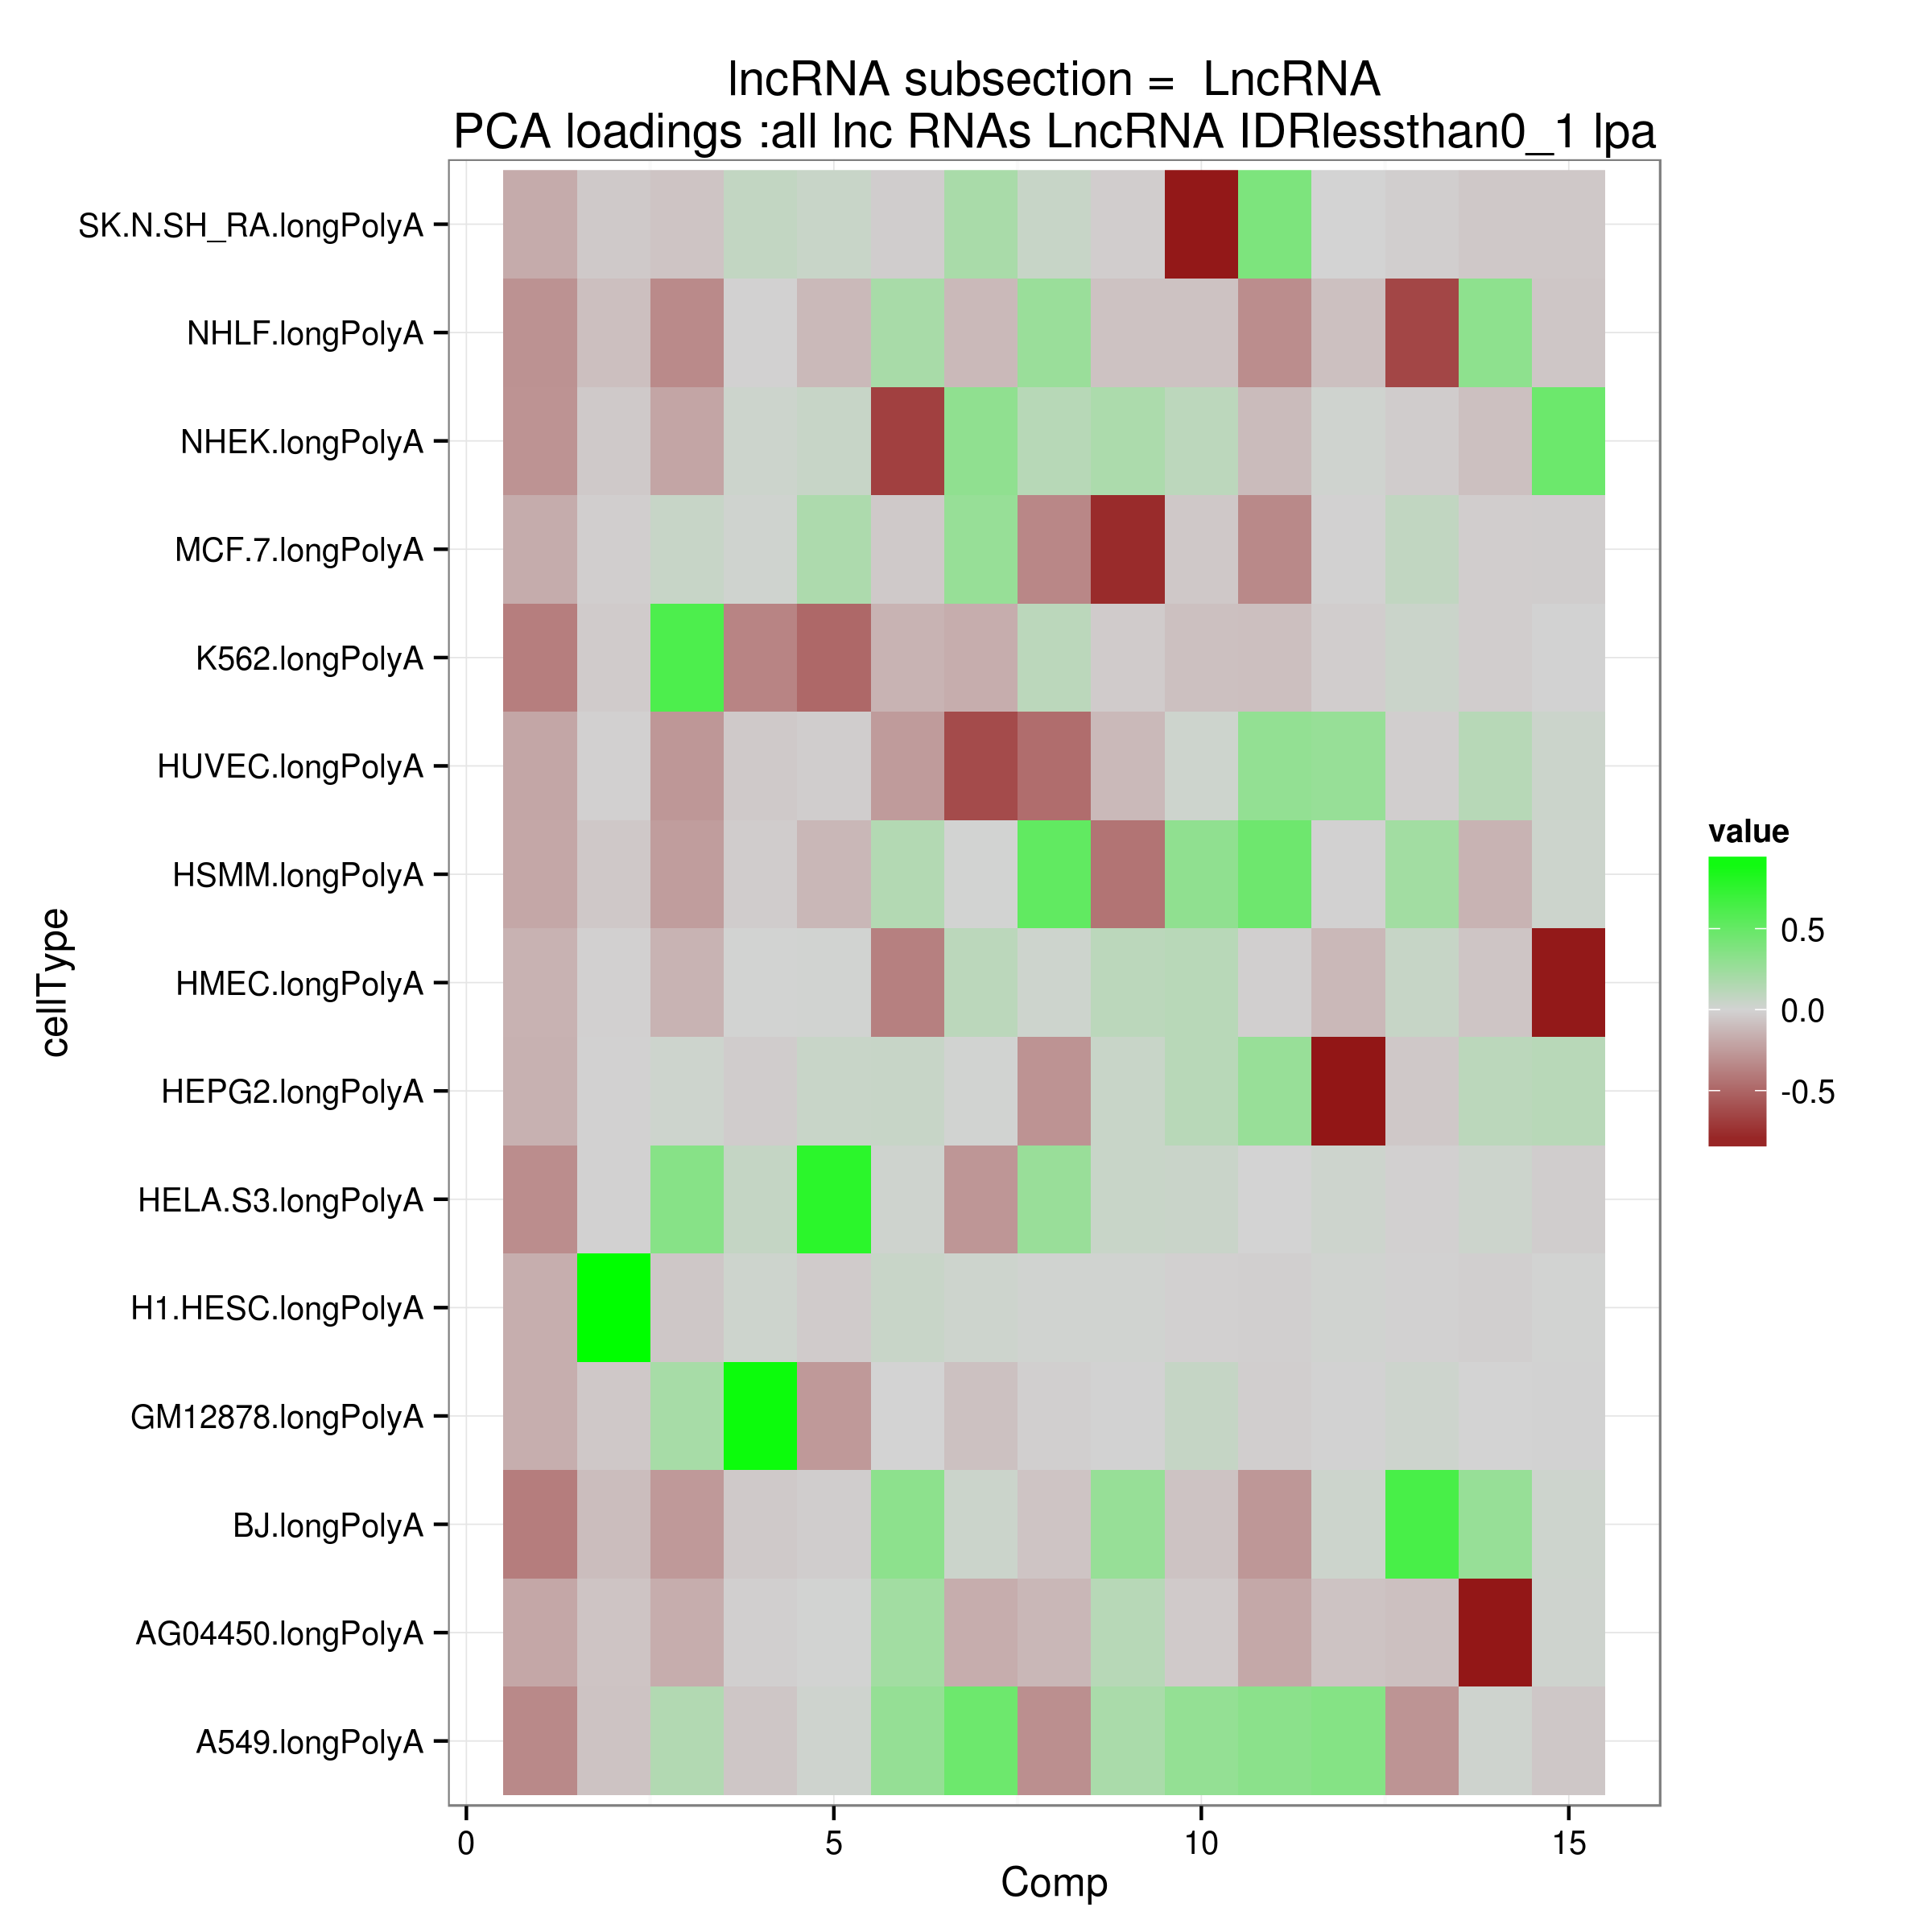 lncRNA subsection =  LncRNA
PCA loadings :all lnc RNAs LncRNA IDRlessthan0_1 lpa
SK.N.SH_RA.longPolyA
NHLF.longPolyA
NHEK.longPolyA
MCF.7.longPolyA
K562.longPolyA
HUVEC.longPolyA
HSMM.longPolyA
HMEC.longPolyA
HEPG2.longPolyA
HELA.S3.longPolyA
H1.HESC.longPolyA
GM12878.longPolyA
BJ.longPolyA
AG04450.longPolyA
A549.longPolyA
cellType
0
5
10
15
Comp
value
0.5
0.0
-0.5